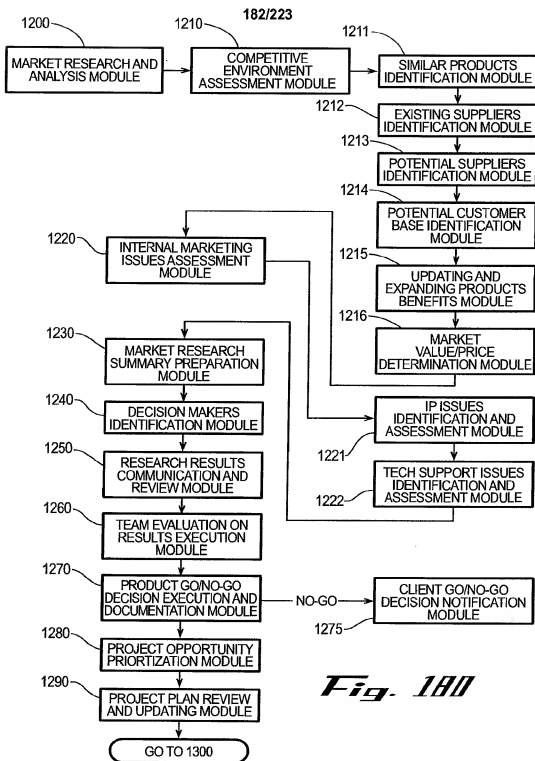 182/223
1200
MARKET RESEARCH AND
ANALYSIS MODULE
1210
COMPETITIVE
ENVIRONMENT
ASSESSMENT MODULE
1211
SIMILAR PRODUCTS
IDENTIFICATION MODULE
1212
EXISTING SUPPLIERS
IDENTIFICATION MODULE
1213
POTENTIAL SUPPLIERS
IDENTIFICATION MODULE
1214
POTENTIAL CUSTOMER
BASE IDENTIFICATION
MODULE
1215
UPDATING AND
EXPANDING PRODUCTS
BENEFITS MODULE
1216
MARKET
VALUE/PRICE
DETERMINATION MODULE
1220
INTERNAL MARKETING
ISSUES ASSESSMENT
MODULE
IP ISSUES
IDENTIFICATION AND
ASSESSMENT MODULE
1221
TECH SUPPORT ISSUES
IDENTIFICATION AND
ASSESSMENT MODULE
1222
1230
MARKET RESEARCH
SUMMARY PREPARATION
MODULE
1240
DECISION MAKERS
IDENTIFICATION MODULE
1250
RESEARCH RESULTS
COMMUNICATION AND
REVIEW MODULE
1260
TEAM EVALUATION ON
RESULTS EXECUTION
MODULE
1270
PRODUCT GO/NO-GO
DECISION EXECUTION AND
DOCUMENTATION MODULE
NO-GO
CLIENT GO/NO-GO
DECISION NOTIFICATION
MODULE
1275
1280
PROJECT OPPORTUNITY
PRIORTIZATION MODULE
1290
PROJECT PLAN REVIEW
AND UPDATING MODULE
GO TO 1300
Fig. 180